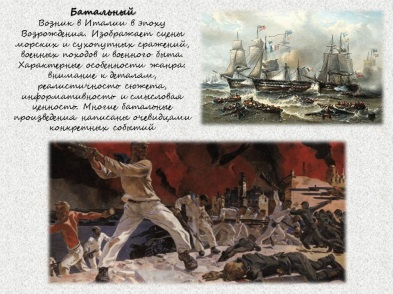 Батальный
Возник в Италии в эпоху
Возрождения. Изображает сцены
морских и сухопутных сражений,
военных походов и военного быта.
Характерные особенности жанра:
внимание к деталям,
реалистичность сюжета,
информативность и смысловая
ценность. Многие батальные
произведения написаны очевидцами
конкретных событий